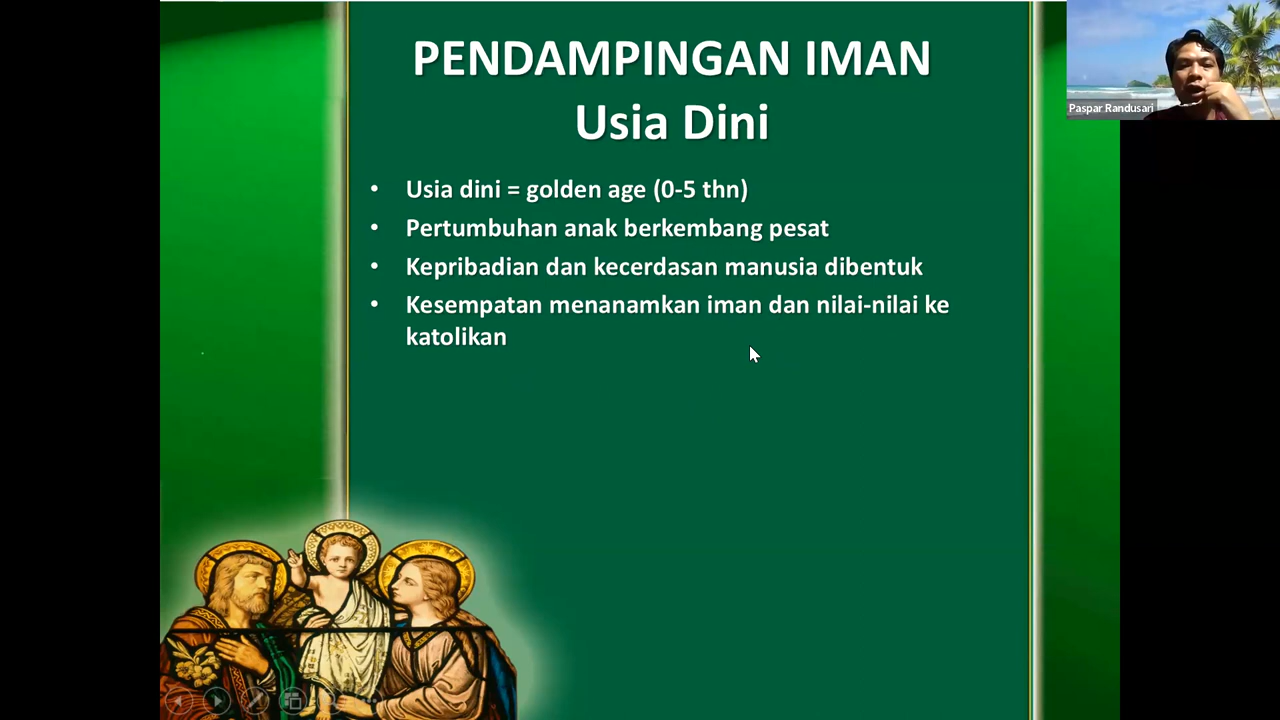 PENDAMPINGAN IMAN
Usia Dini
Paspar Randusari
• Usia dini = golden age (0-5 thn)
• Pertumbuhan anak berkembang pesat
• Kepribadian dan kecerdasan manusia dibentuk
• Kesempatan menanamkan iman dan nilai-nilai ke
katolikan